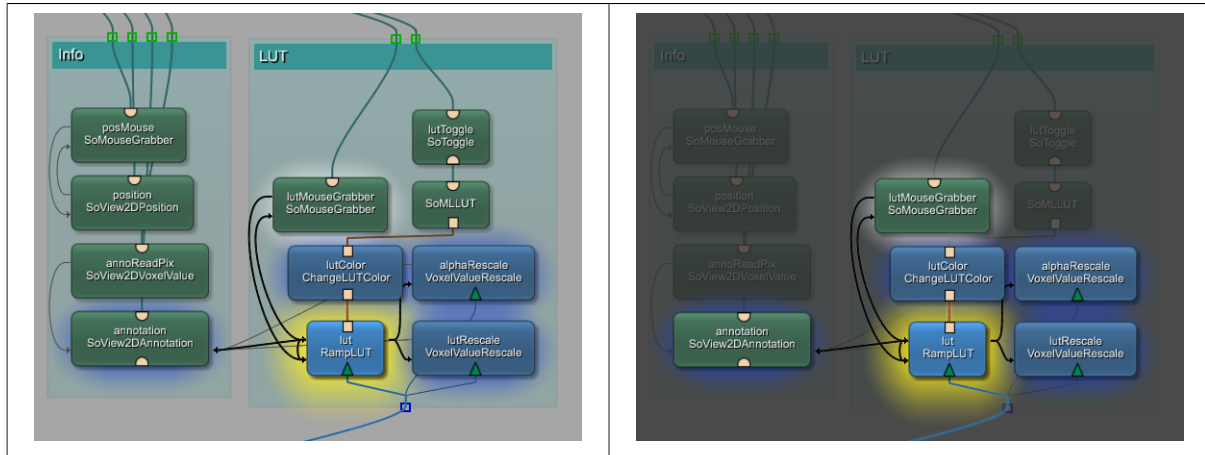 Info
LUT
posMouse
SoMouseGrabber
lutToggle
SoToggle
position
SoView2DPosition
lutMouseGrabber
SoMouseGrabber
SoMLLUT
annoReadPix
SoView2DVoxelValue
lutColor
ChangeLUTColor
alphaRescale
VoxelValueRescale
annotation
SoView2DAnnotation
lut
RampLUT
lutRescale
VoxelValueRescale
Info
LUT
posMouse
SoMouseGrabber
lutToggle
SoToggle
position
SoView2DPosition
lutMouseGrabber
SoMouseGrabber
SoMLLUT
annoReadPix
SoView2DVoxelValue
lutColor
ChangeLUTColor
alphaRescale
VoxelValueRescale
annotation
SoView2DAnnotation
lut
RampLUT
lutRescale
VoxelValueRescale